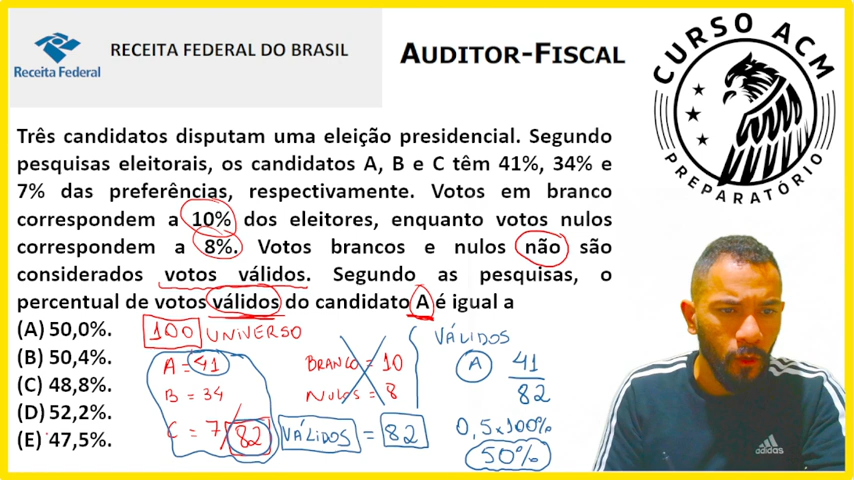 Receita Federal
RECEITA FEDERAL DO BRASIL
AUDITOR-FISCAL
CURSO ACM
PREPARATÓRIO
Três candidatos disputam uma eleição presidencial. Segundo
pesquisas eleitorais, os candidatos A, B e C têm 41%, 34% e
7% das preferências, respectivamente. Votos em branco
correspondem a 10% dos eleitores, enquanto votos nulos
correspondem a 8%. Votos brancos e nulos não são
considerados votos válidos. Segundo as pesquisas, o
percentual de votos válidos do candidato A é igual a
(A) 50,0%.
(B) 50,4%.
(C) 48,8%.
(D) 52,2%.
(E) 47,5%.
100 UNIVERSO
A = 41
B = 34
C = 7
82
BRANCO = 10
NULOS = 8
VÁLIDOS = 82
VÁLIDOS
A 41
82
0,5x100%
50%
adidas